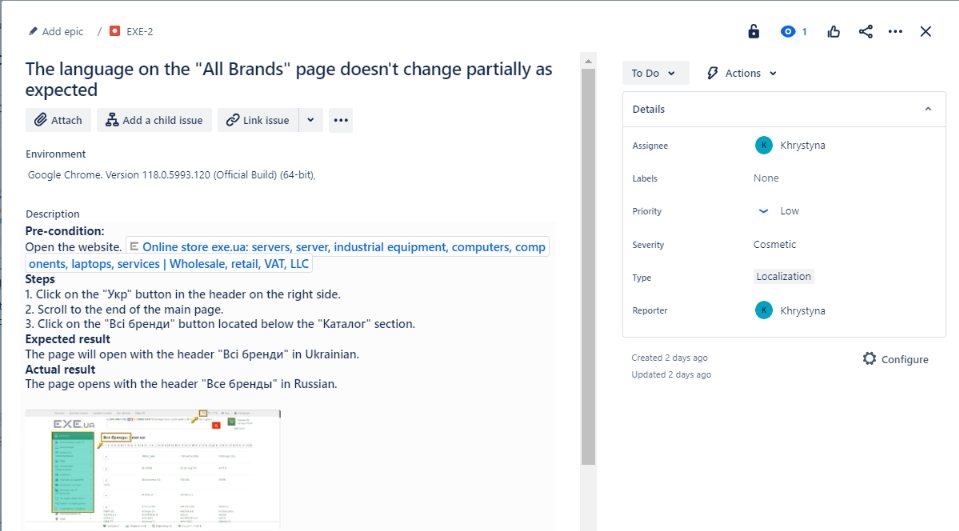 Add epic / EXE-2
1
The language on the "All Brands" page doesn't change partially as
expected
Attach
Add a child issue
Link issue
Environment
Google Chrome. Version 118.0.5993.120 (Official Build) (64-bit),
Description
Pre-condition:
Open the website. Online store exe.ua: servers, server, industrial equipment, computers, comp
onents, laptops, services | Wholesale, retail, VAT, LLC
Steps
1. Click on the "Укр" button in the header on the right side.
2. Scroll to the end of the main page.
3. Click on the "Всі бренди" button located below the "Каталог" section.
Expected result
The page will open with the header "Всі бренди" in Ukrainian.
Actual result
The page opens with the header "Все бренды" in Russian.
EXE.UA
Все бренды
To Do
Actions
Details
Assignee
K Khrystyna
Labels
None
Priority
Low
Severity
Cosmetic
Type
Localization
Reporter
K Khrystyna
Created 2 days ago
Updated 2 days ago
Configure